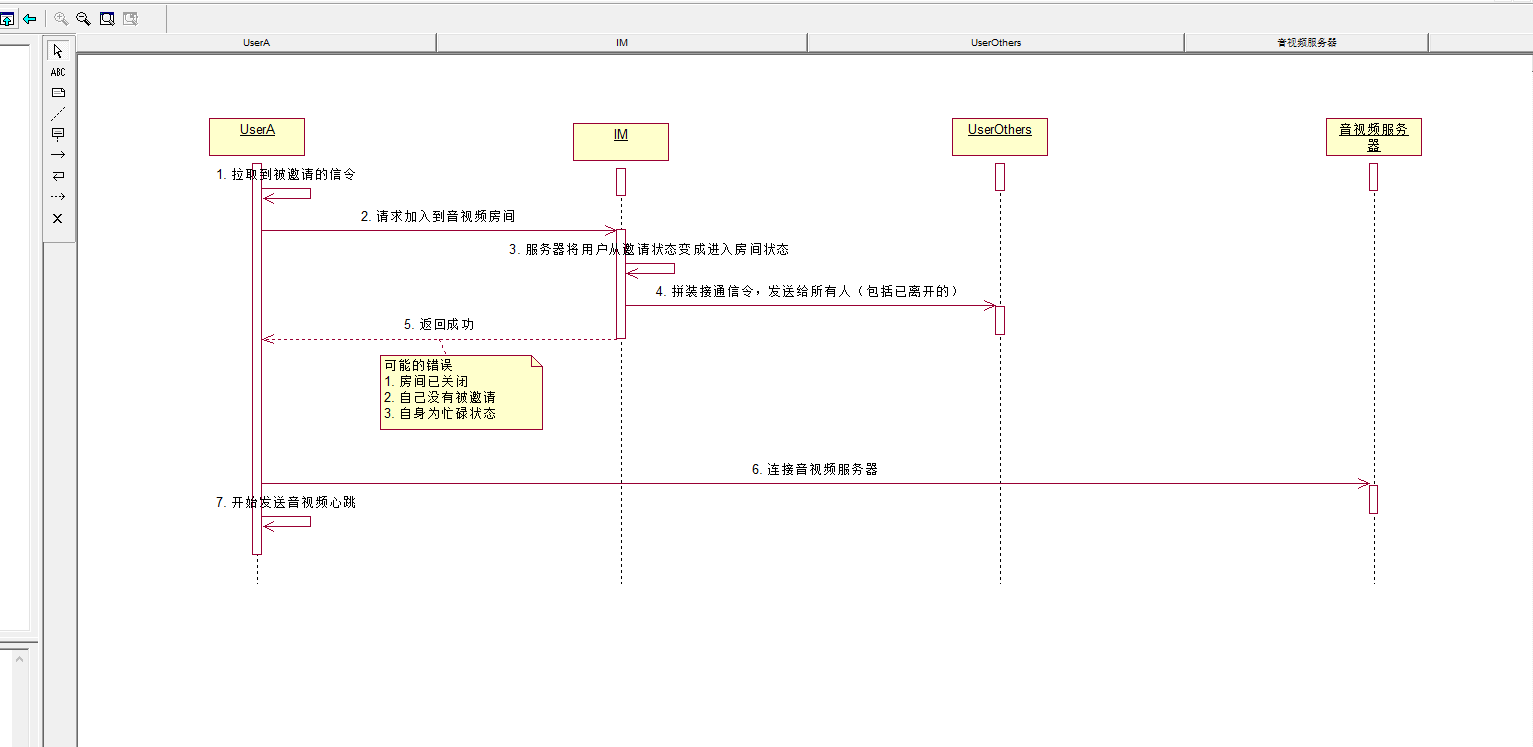 UserA
IM
UserOthers
音视频服务器
ABC
UserA
IM
UserOthers
音视频服务
器
1. 拉取到被邀请的信令
2. 请求加入到音视频房间
3. 服务器将用户从邀请状态变成进入房间状态
4. 拼装接通信令，发送给所有人（包括已离开的）
5. 返回成功
可能的错误
1. 房间已关闭
2. 自己没有被邀请
3. 自身为忙碌状态
6. 连接音视频服务器
7. 开始发送音视频心跳